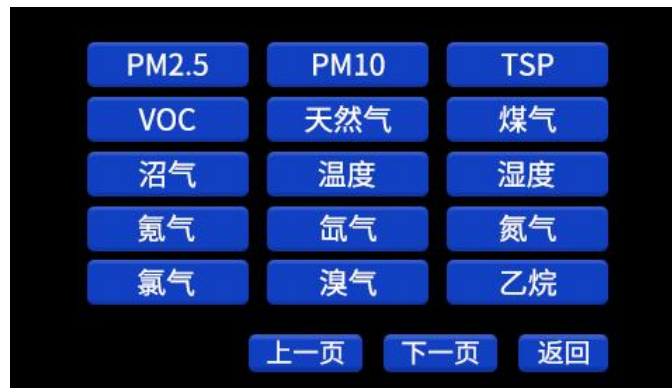 PM2.5 PM10 TSP
VOC 天然气 煤气
沼气 温度 湿度
氪气 氙气 氮气
氯气 溴气 乙烷
上一页 下一页 返回